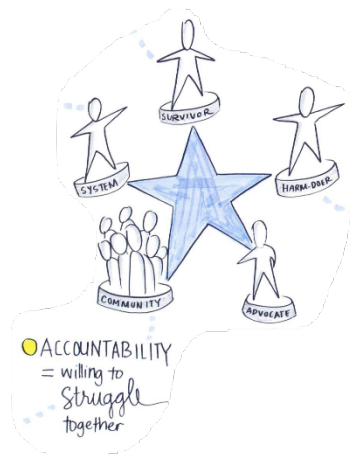 SURVIVOR
SYSTEM
HARM-DOER
COMMUNITY
ADVOCATE
ACCOUNTABILITY
= willing to
struggle
together